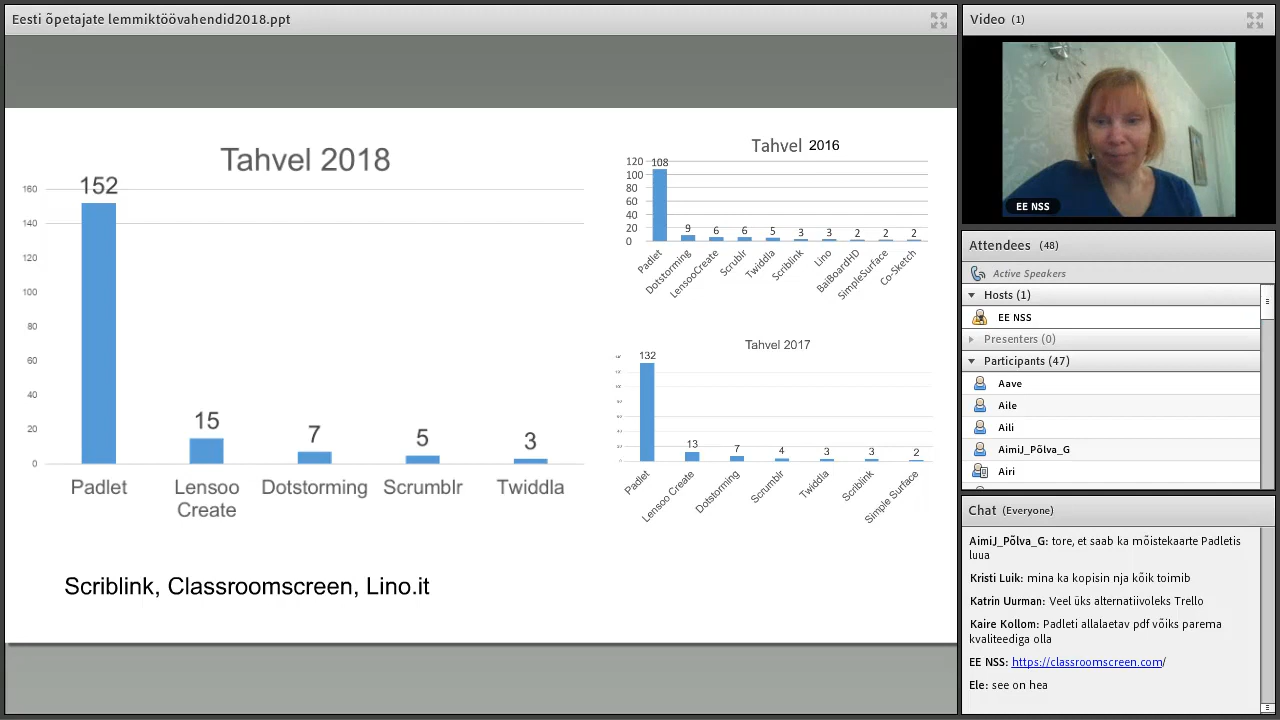 Eesti õpetajate lemmiktöövahendid2018.ppt
Tahvel 2018
160
140
120
100
80
60
40
20
0
152
15
7
5
3
Padlet
Lensoo
Create
Dotstorming
Scrumblr
Twiddla
Scriblink, Classroomscreen, Lino.it
Tahvel 2016
120
100
80
60
40
20
0
108
9
6
6
5
3
3
2
2
2
Padlet
Dotstorming
LensooCreate
Scrublr
Twiddla
Scriblink
Lino
BaiBoardHD
SimpleSurface
Co-Sketch
Tahvel 2017
132
13
7
4
3
3
2
Padlet
Lensoo Create
Dotstorming
Scrumblr
Twiddla
Scriblink
Simple Surface
Video (1)
EE NSS
Attendees (48)
Active Speakers
Hosts (1)
EE NSS
Presenters (0)
Participants (47)
Aave
Aile
Aili
AimiJ_Põlva_G
Airi
Chat (Everyone)
AimiJ_Põlva_G: tore, et saab ka mõistekaarte Padletis
luua
Kristi Luik: mina ka kopisin nja kõik toimib
Katrin Uurman: Veel üks alternatiivoleks Trello
Kaire Kollom: Padleti allalaetav pdf võiks parema
kvaliteediga olla
EE NSS: https://classroomscreen.com/
Ele: see on hea